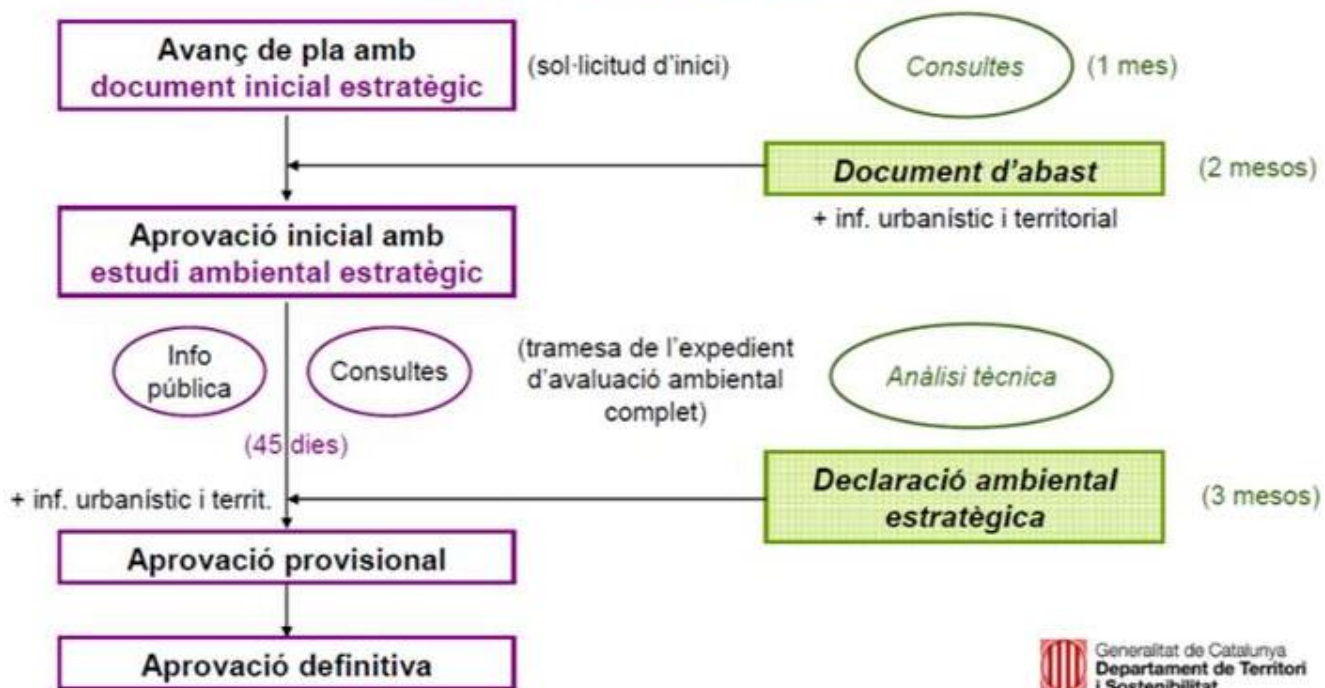 Avanç de pla amb
document inicial estratègic
(sol·licitud d'inici)
Consultes
(1 mes)
Document d'abast
(2 mesos)
+ inf. urbanístic i territorial
Aprovació inicial amb
estudi ambiental estratègic
Info
pública
Consultes
(45 dies)
(tramesa de l'expedient
d'avaluació ambiental
complet)
Anàlisi tècnica
Declaració ambiental
estratègica
(3 mesos)
+ inf. urbanístic i territ.
Aprovació provisional
Aprovació definitiva
Generalitat de Catalunya
Departament de Territori
i Sostenibilitat